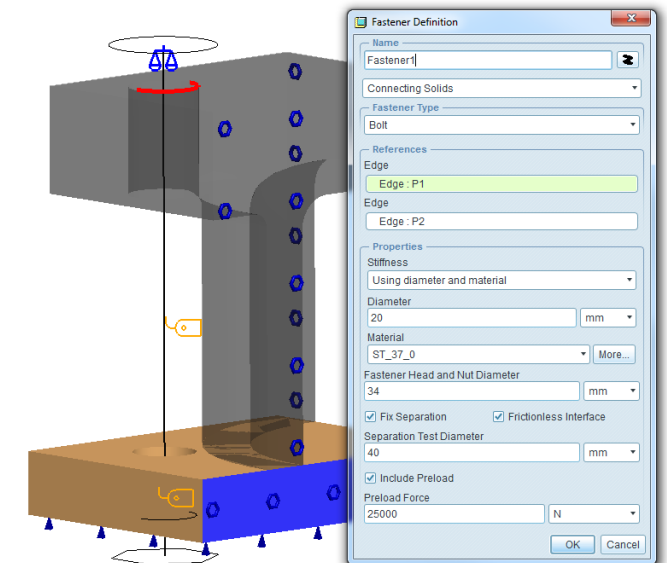 Fastener Definition
Name
Fastener1
Connecting Solids
Fastener Type
Bolt
References
Edge
Edge : P1
Edge
Edge : P2
Properties
Stiffness
Using diameter and material
Diameter
20 mm
Material
ST_37_0 More...
Fastener Head and Nut Diameter
34 mm
Fix Separation Frictionless Interface
Separation Test Diameter
40 mm
Include Preload
Preload Force
25000 N
OK Cancel